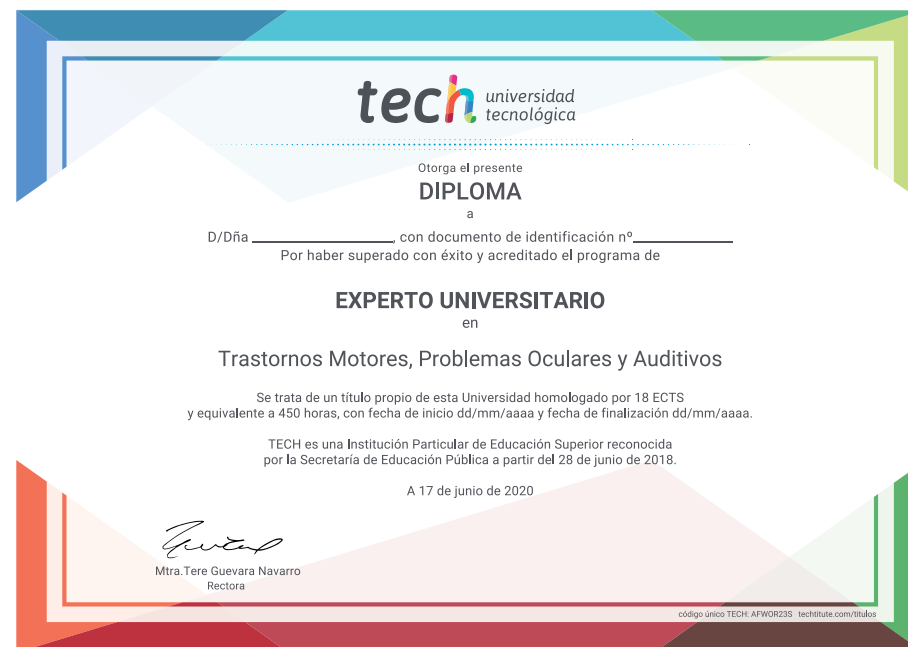 tech universidad
tecnológica
Otorga el presente
DIPLOMA
a
D/Dña ____________________, con documento de identificación nº______________
Por haber superado con éxito y acreditado el programa de
EXPERTO UNIVERSITARIO
en
Trastornos Motores, Problemas Oculares y Auditivos
Se trata de un título propio de esta Universidad homologado por 18 ECTS
y equivalente a 450 horas, con fecha de inicio dd/mm/aaaa y fecha de finalización dd/mm/aaaa.
TECH es una Institución Particular de Educación Superior reconocida
por la Secretaría de Educación Pública a partir del 28 de junio de 2018.
A 17 de junio de 2020
Mtra.Tere Guevara Navarro
Rectora
código único TECH: AFWOR23S techtitute.com/titulos